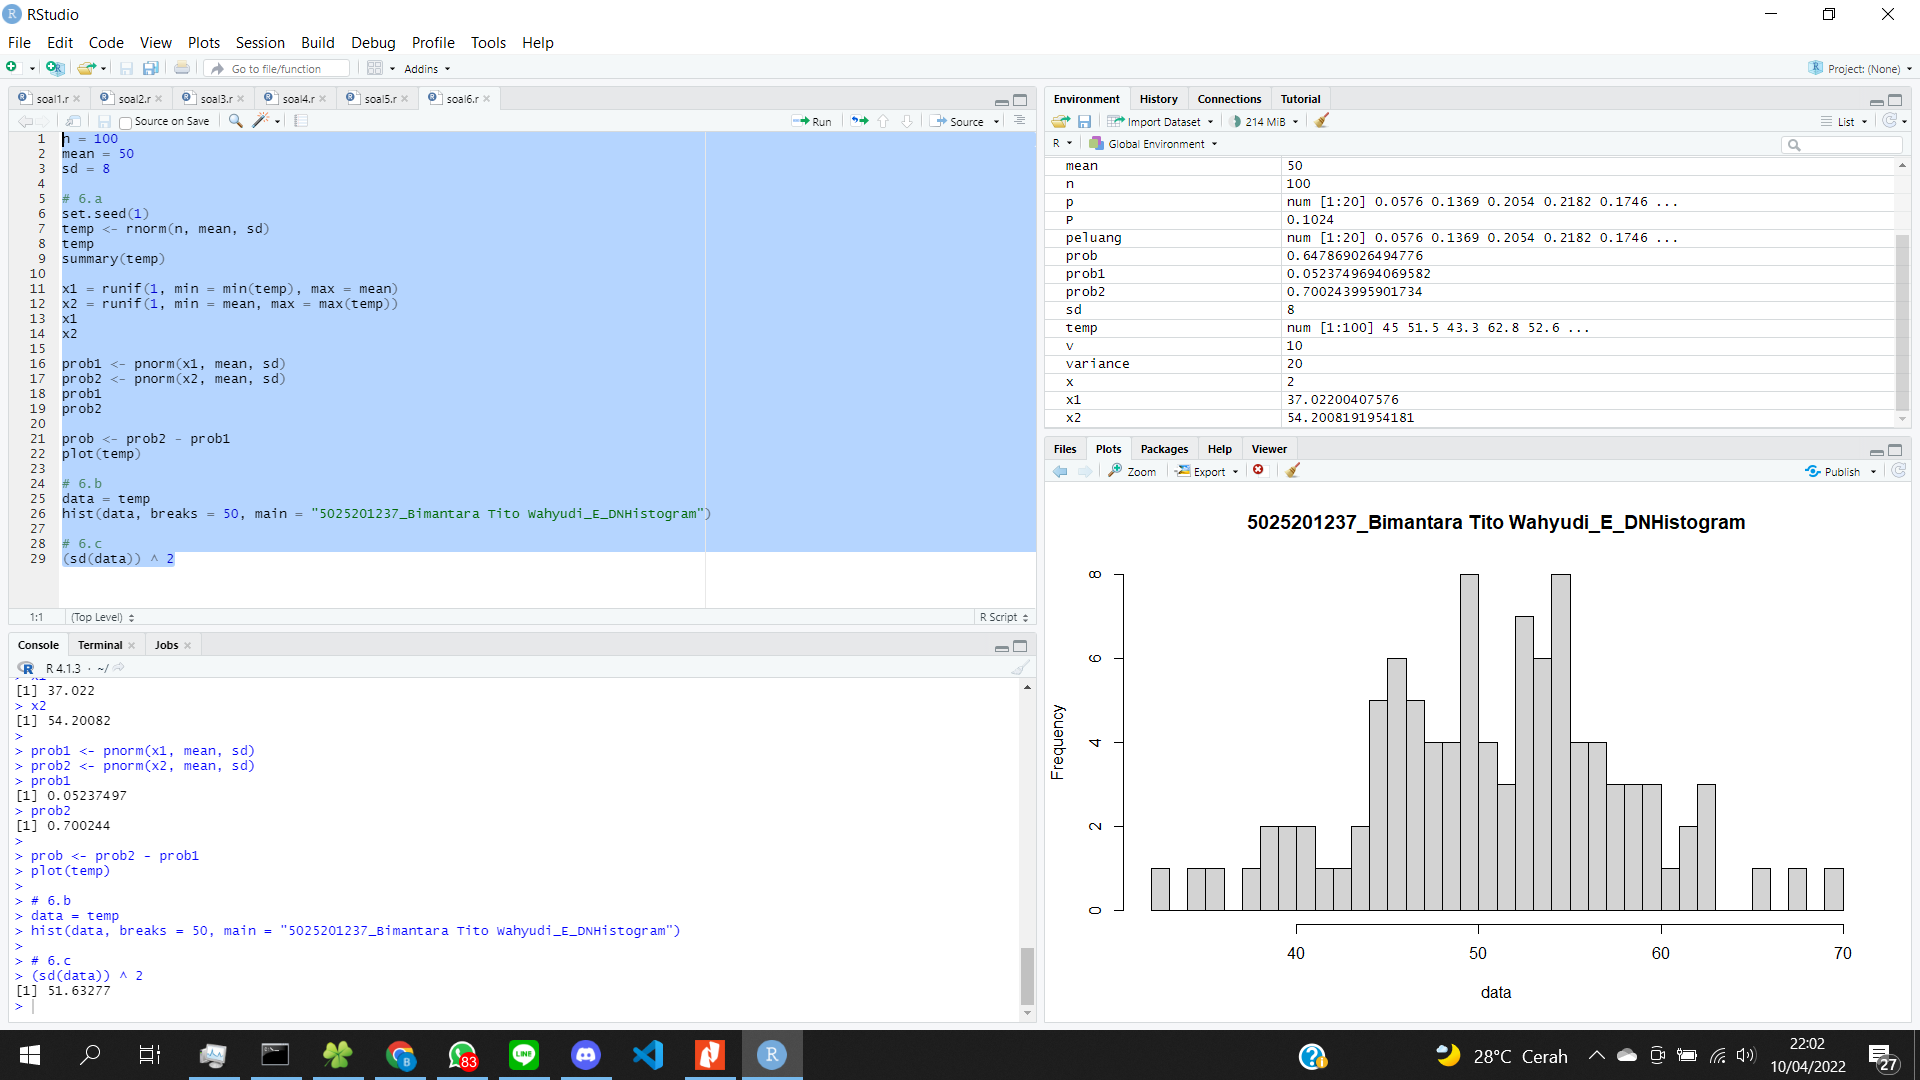 RStudio
File Edit Code View Plots Session Build Debug Profile Tools Help
Go to file/function Addins Project: (None)
soal1.r soal2.r soal3.r soal4.r soal5.r soal6.r
Source on Save Run Source
1 n = 100
2 mean = 50
3 sd = 8
4
5 # 6.a
6 set.seed(1)
7 temp <- rnorm(n, mean, sd)
8 temp
9 summary(temp)
10
11 x1 = runif(1, min = min(temp), max = mean)
12 x2 = runif(1, min = mean, max = max(temp))
13 x1
14 x2
15
16 prob1 <- pnorm(x1, mean, sd)
17 prob2 <- pnorm(x2, mean, sd)
18 prob1
19 prob2
20
21 prob <- prob2 - prob1
22 plot(temp)
23
24 # 6.b
25 data = temp
26 hist(data, breaks = 50, main = "5025201237_Bimantara Tito Wahyudi_E_DNHistogram")
27
28 # 6.c
29 (sd(data)) ^ 2
1:1 (Top Level) R Script
Console Terminal Jobs
R 4.1.3 · ~/
> x1
[1] 37.022
> x2
[1] 54.20082
>
> prob1 <- pnorm(x1, mean, sd)
> prob2 <- pnorm(x2, mean, sd)
> prob1
[1] 0.05237497
> prob2
[1] 0.700244
>
> prob <- prob2 - prob1
> plot(temp)
>
> # 6.b
> data = temp
> hist(data, breaks = 50, main = "5025201237_Bimantara Tito Wahyudi_E_DNHistogram")
>
> # 6.c
> (sd(data)) ^ 2
[1] 51.63277
>
Environment History Connections Tutorial
Import Dataset 214 MiB List
R Global Environment
mean 50
n 100
p num [1:20] 0.0576 0.1369 0.2054 0.2182 0.1746 ...
P 0.1024
peluang num [1:20] 0.0576 0.1369 0.2054 0.2182 0.1746 ...
prob 0.647869026494776
prob1 0.0523749694069582
prob2 0.700243995901734
sd 8
temp num [1:100] 45 51.5 43.3 62.8 52.6 ...
v 10
variance 20
x 2
x1 37.02200407576
x2 54.2008191954181
Files Plots Packages Help Viewer
Zoom Export Publish
5025201237_Bimantara Tito Wahyudi_E_DNHistogram
Frequency
8
6
4
2
0
40 50 60 70
data
83
28°C Cerah
22:02
10/04/2022
27